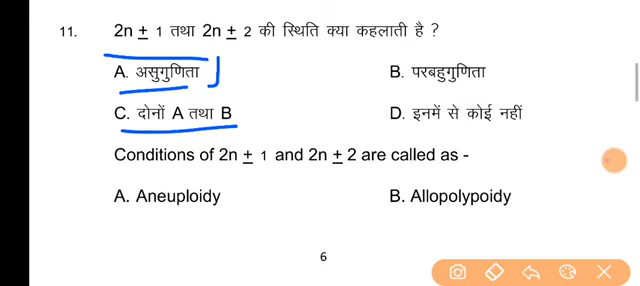 11. 2n ± 1 तथा 2n ± 2 की स्थिति क्या कहलाती है ?
A. असुगुणिता B. परबहुगुणिता
C. दोनों A तथा B D. इनमें से कोई नहीं
Conditions of 2n ± 1 and 2n ± 2 are called as -
A. Aneuploidy B. Allopolypoidy
6